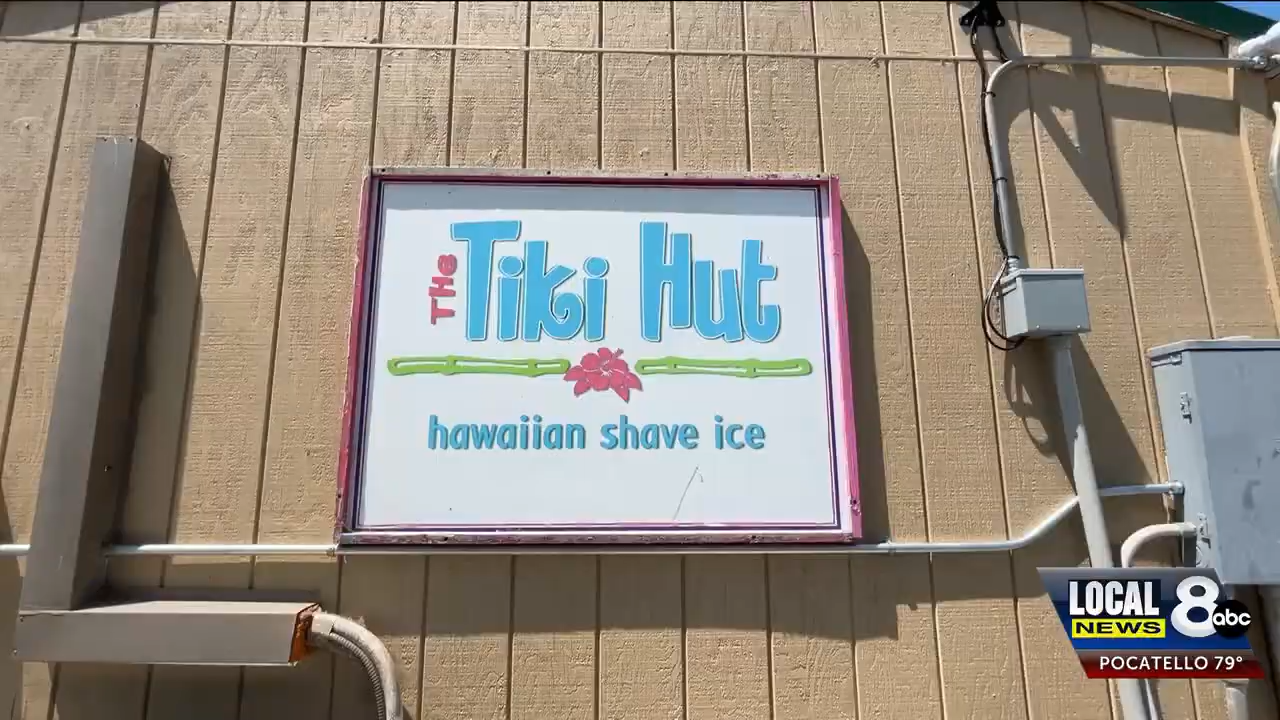 THe Tiki Hut
hawaiian shave ice
LOCAL NEWS 8 abc
POCATELLO 79°